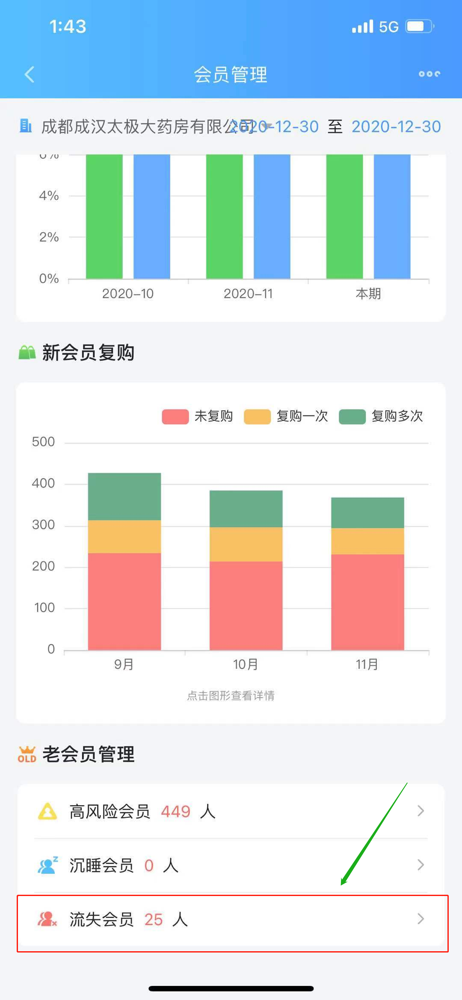 1:43 5G
会员管理
成都成汉太极大药房有限公司 2020-12-30 至 2020-12-30
6%
4%
2%
0%
2020-10 2020-11 本期
新会员复购
未复购 复购一次 复购多次
500
400
300
200
100
0
9月 10月 11月
点击图形查看详情
OLD 老会员管理
高风险会员 449 人
沉睡会员 0 人
流失会员 25 人